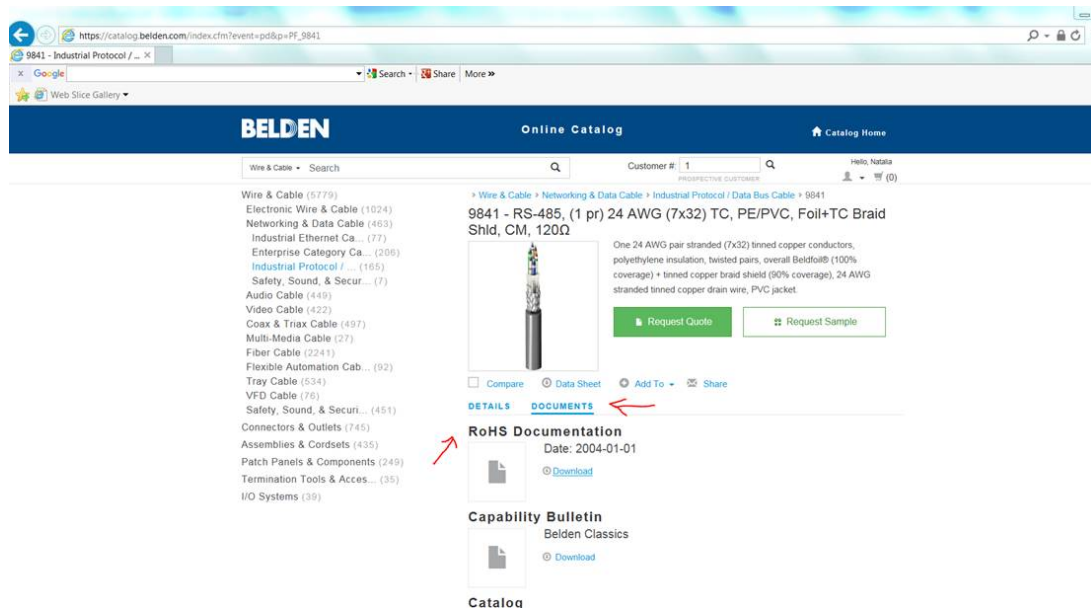 https://catalog.belden.com/index.cfm?event=pd&p=PF_9841
9841 - Industrial Protocol / ... ×
x Google Search Share More »
Web Slice Gallery
BELDEN Online Catalog Catalog Home
Wire & Cable Search Customer #: 1 Hello, Natalia
PROSPECTIVE CUSTOMER (0)
Wire & Cable (5779)
Electronic Wire & Cable (1024)
Networking & Data Cable (463)
Industrial Ethernet Ca... (77)
Enterprise Category Ca... (206)
Industrial Protocol / ... (165)
Safety, Sound, & Secur... (7)
Audio Cable (449)
Video Cable (422)
Coax & Triax Cable (497)
Multi-Media Cable (27)
Fiber Cable (2241)
Flexible Automation Cab... (92)
Tray Cable (534)
VFD Cable (76)
Safety, Sound, & Securi... (451)
Connectors & Outlets (745)
Assemblies & Cordsets (435)
Patch Panels & Components (249)
Termination Tools & Acces... (35)
I/O Systems (39)
› Wire & Cable › Networking & Data Cable › Industrial Protocol / Data Bus Cable › 9841
9841 - RS-485, (1 pr) 24 AWG (7x32) TC, PE/PVC, Foil+TC Braid
Shld, CM, 120Ω
One 24 AWG pair stranded (7x32) tinned copper conductors,
polyethylene insulation, twisted pairs, overall Beldfoil® (100%
coverage) + tinned copper braid shield (90% coverage), 24 AWG
stranded tinned copper drain wire, PVC jacket.
Request Quote Request Sample
Compare Data Sheet Add To Share
DETAILS DOCUMENTS
RoHS Documentation
Date: 2004-01-01
Download
Capability Bulletin
Belden Classics
Download
Catalog